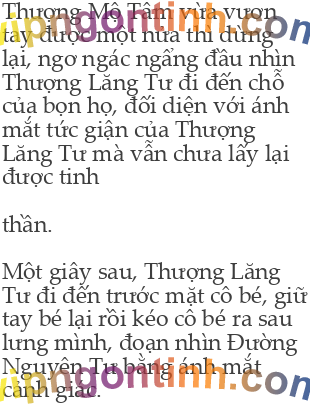 Thượng Mộ Tâm vừa vươn
tay được một nửa thì dừng
lại, ngơ ngác ngẩng đầu nhìn
Thượng Lăng Tư đi đến chỗ
của bọn họ, đối diện với ánh
mắt tức giận của Thượng
Lăng Tư mà vẫn chưa lấy lại
được tinh
thần.
Một giây sau, Thượng Lăng
Tư đi đến trước mặt cô bé, giữ
tay bé lại rồi kéo cô bé ra sau
lưng mình, đoạn nhìn Đường
Nguyên Tư bằng ánh mắt
cảnh giác.
vipngontinh.com
vipngontinh.com